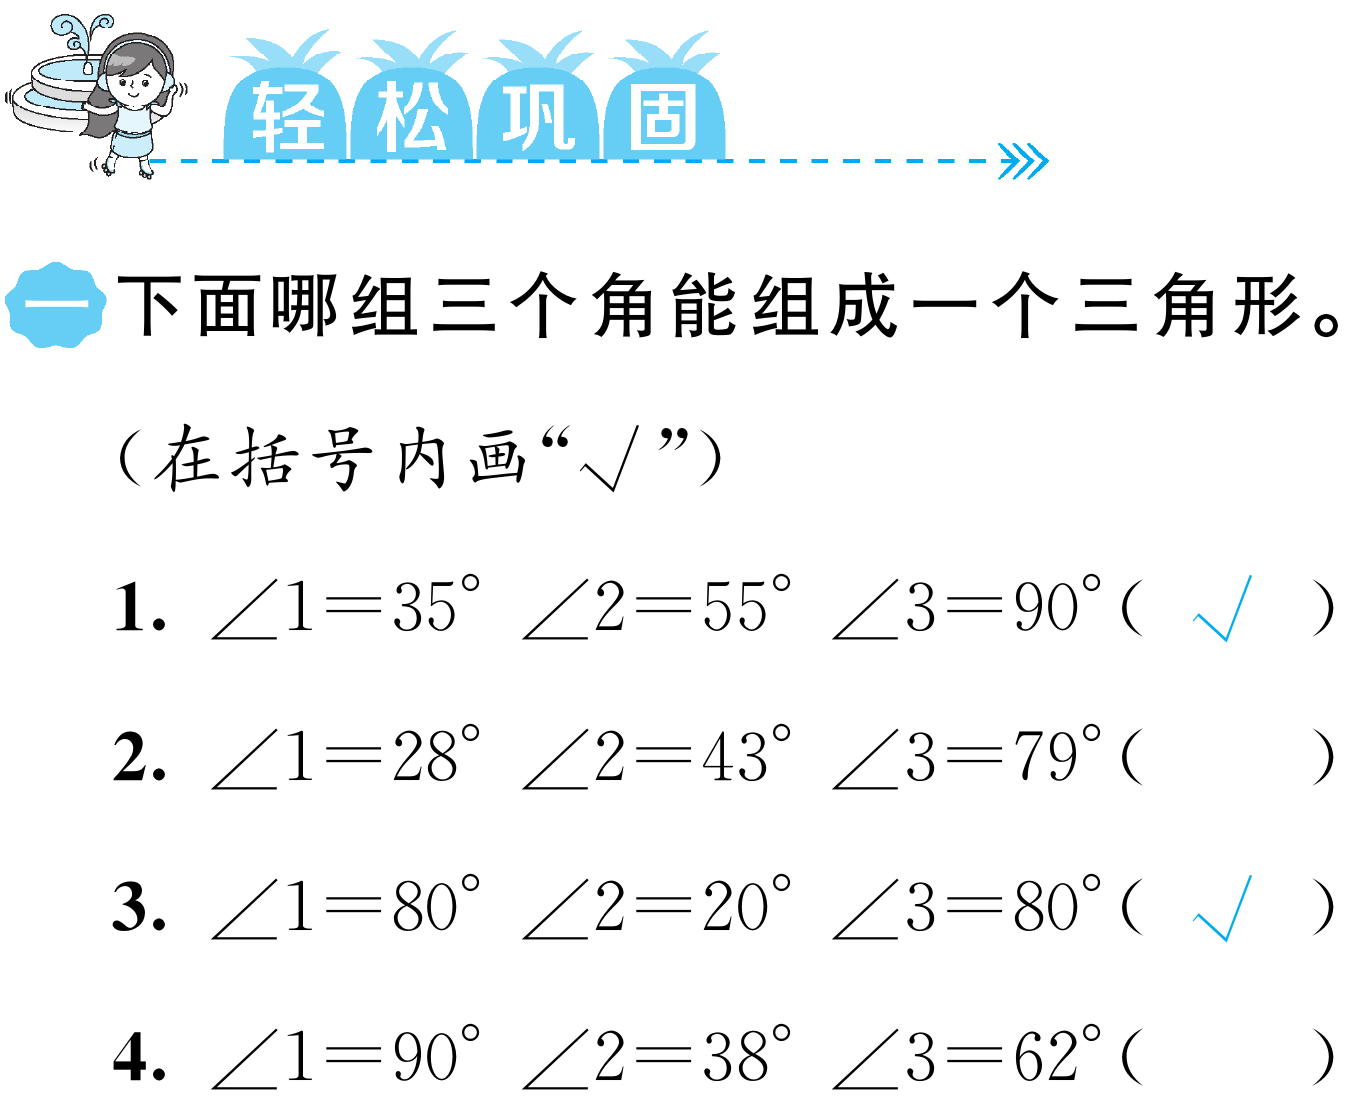 轻松巩固
一 下面哪组三个角能组成一个三角形。
（在括号内画“√”）
1. ∠1=35° ∠2=55° ∠3=90°( √ )
2. ∠1=28° ∠2=43° ∠3=79°( )
3. ∠1=80° ∠2=20° ∠3=80°( √ )
4. ∠1=90° ∠2=38° ∠3=62°( )